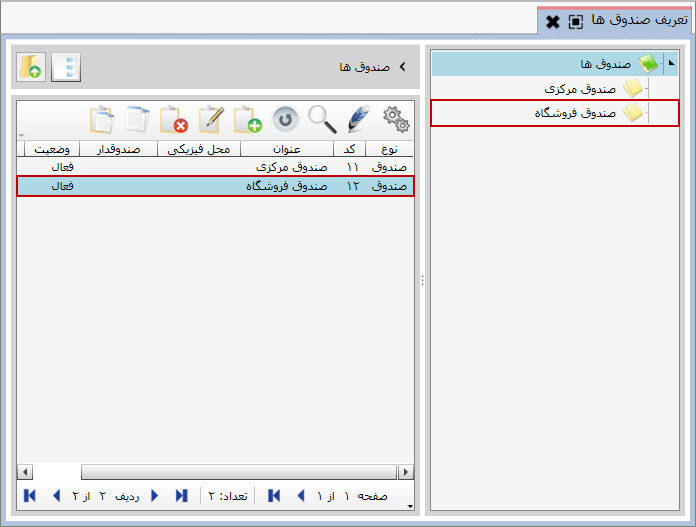 تعریف صندوق ها
صندوق ها
صندوق مرکزی
صندوق فروشگاه
صندوق ها
نوع کد عنوان محل فیزیکی صندوقدار وضعیت
صندوق ۱۱ صندوق مرکزی فعال
صندوق ۱۲ صندوق فروشگاه فعال
صفحه ۱ از ۱ تعداد: ۲ ردیف ۲ از ۲